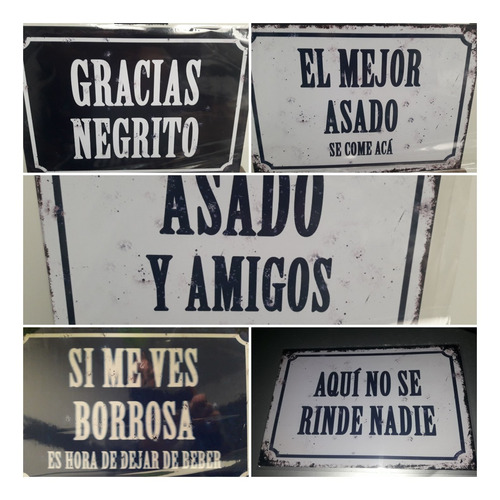 GRACIAS
NEGRITO
EL MEJOR
ASADO
SE COME ACÁ
ASADO
Y AMIGOS
SI ME VES
BORROSA
ES HORA DE DEJAR DE BEBER
AQUÍ NO SE
RINDE NADIE